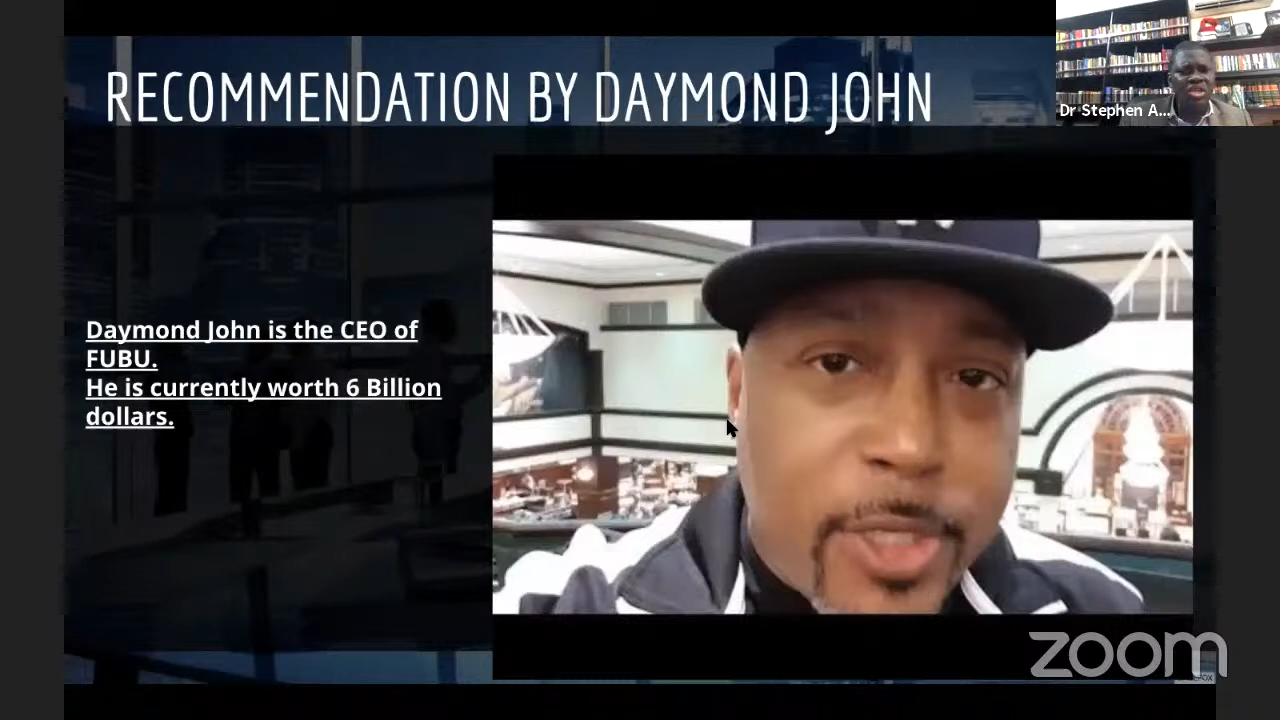 RECOMMENDATION BY DAYMOND JOHN
Dr Stephen A...
Daymond John is the CEO of
FUBU.
He is currently worth 6 Billion
dollars.
zoom